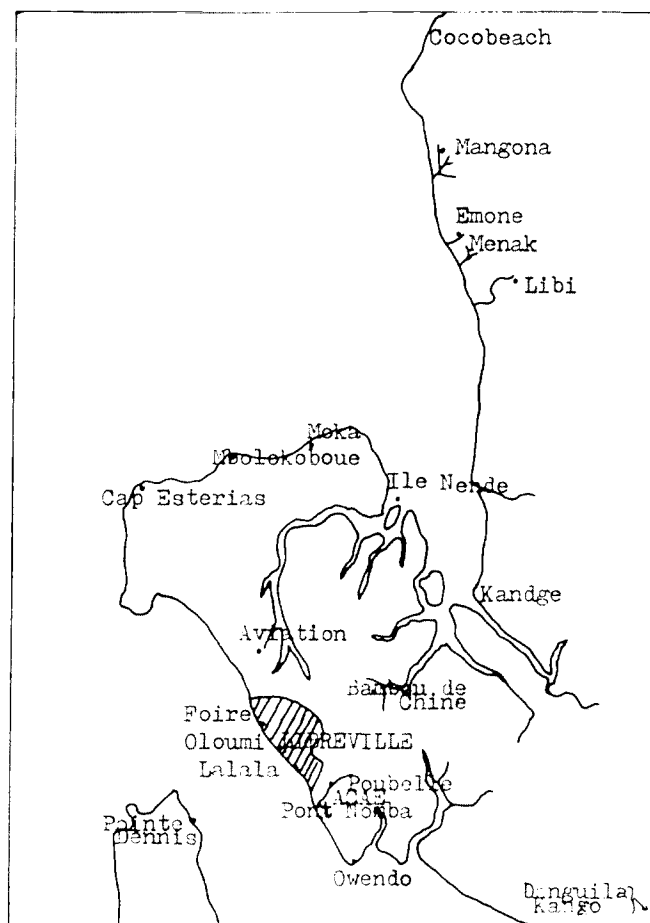 Cocobeach
Mangona
Emone
Menak
Libi
Moka
Mbolokoboue
Cap Esterias
Ile Nende
Kandge
Aviation
Bambou de
Chine
Foire
Oloumi LIBREVILLE
Lalala
Poubelle
ACAE
Pont Nomba
Pointe
Dennis
Owendo
Donguila
Kango